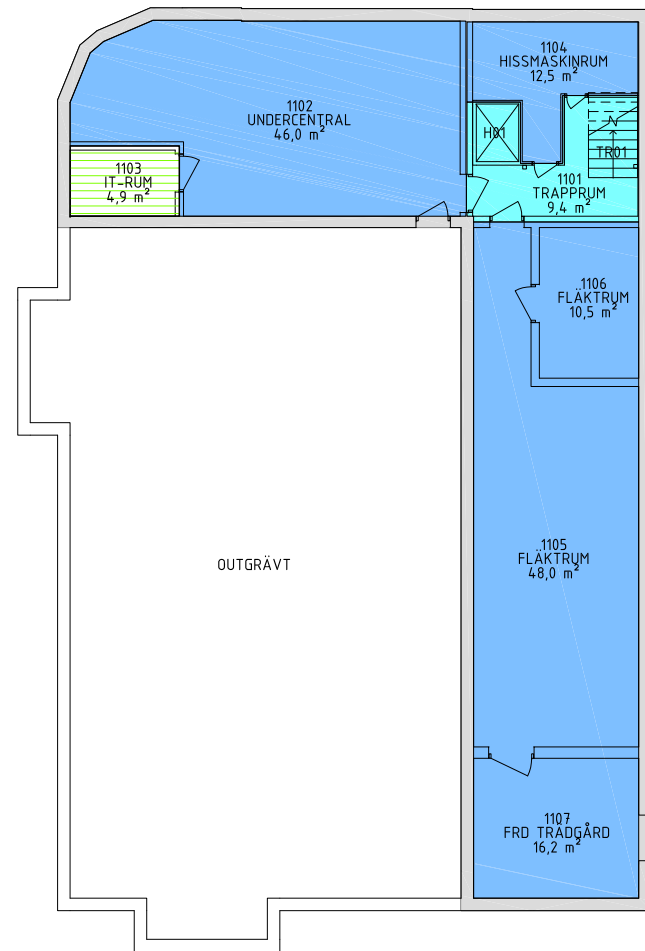 1104
HISSMASKINRUM
12,5 m²
1102
UNDERCENTRAL
46,0 m²
H01
TR01
1103
IT-RUM
4,9 m²
1101
TRAPPRUM
9,4 m²
1106
FLÄKTRUM
10,5 m²
1105
FLÄKTRUM
48,0 m²
OUTGRÄVT
1107
FRD TRÄDGÅRD
16,2 m²